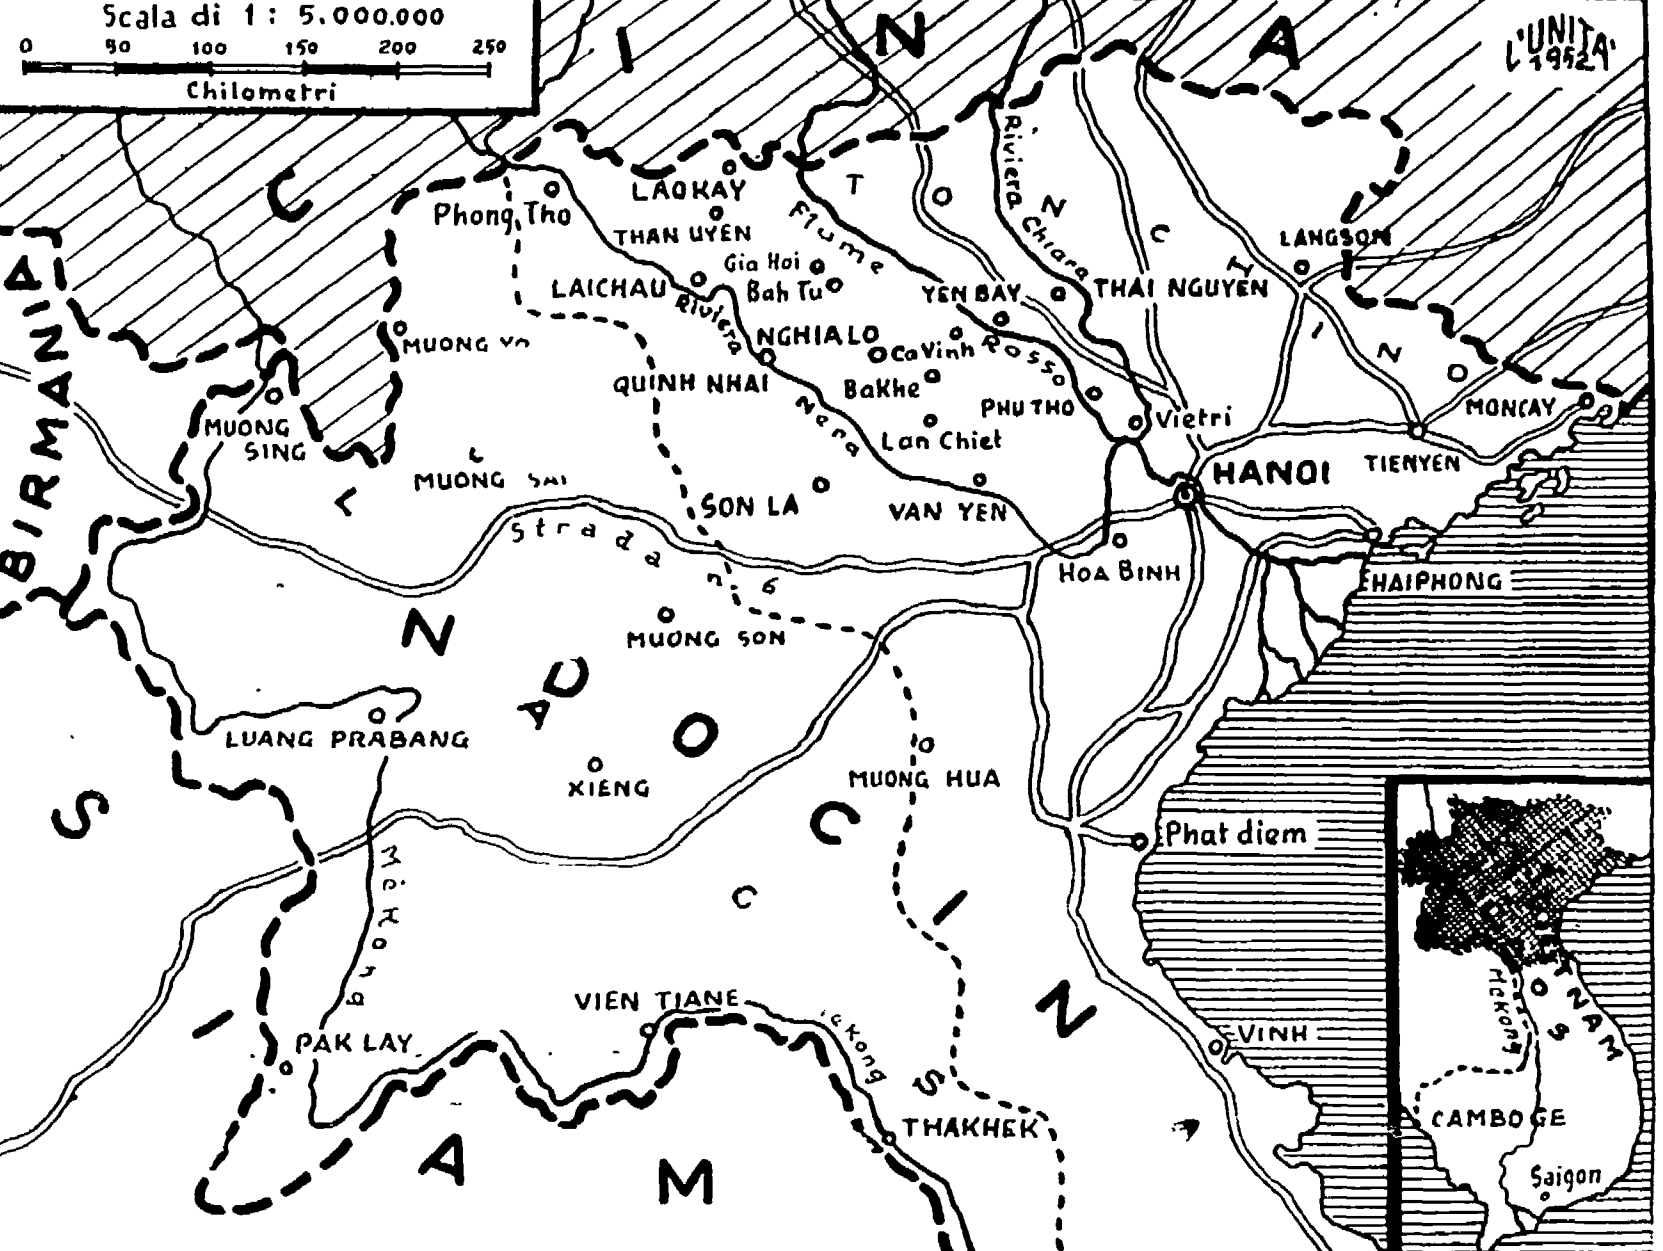 Scala di 1 : 5.000.000
0 50 100 150 200 250
Chilometri
L'UNITA'
1952
C I N A
BIRMANIA
T O N C H I N O
Phong Tho
LAOKAY
THAN UYEN
Gia Hoi
Bah Tu
LAICHAU
Riviera Nera
Fiume Rosso
Riviera Chiara
YEN BAY
THAI NGUYEN
LANGSON
MUONG
NGHIALO
CaVinh
QUINH NHAI
BaKhe
PHU THO
Vietri
MONCAY
MUONG SING
Lan Chiet
MUONG SAI
SON LA
VAN YEN
HANOI
TIENYEN
Strada n. 6
HOA BINH
HAIPHONG
MUONG SON
I N D O C I N
LUANG PRABANG
XIENG
MUONG HUA
Phat diem
Mekong
VIEN TIANE
PAK LAY
VINH
THAKHEK
S I A M
Mekong
VIET NAM
CAMBOGE
Saigon